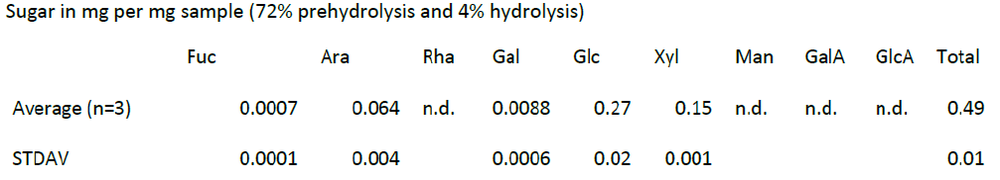 Sugar in mg per mg sample (72% prehydrolysis and 4% hydrolysis)
Fuc Ara Rha Gal Glc Xyl Man GalA GlcA Total
Average (n=3) 0.0007 0.064 n.d. 0.0088 0.27 0.15 n.d. n.d. n.d. 0.49
STDAV 0.0001 0.004 0.0006 0.02 0.001 0.01